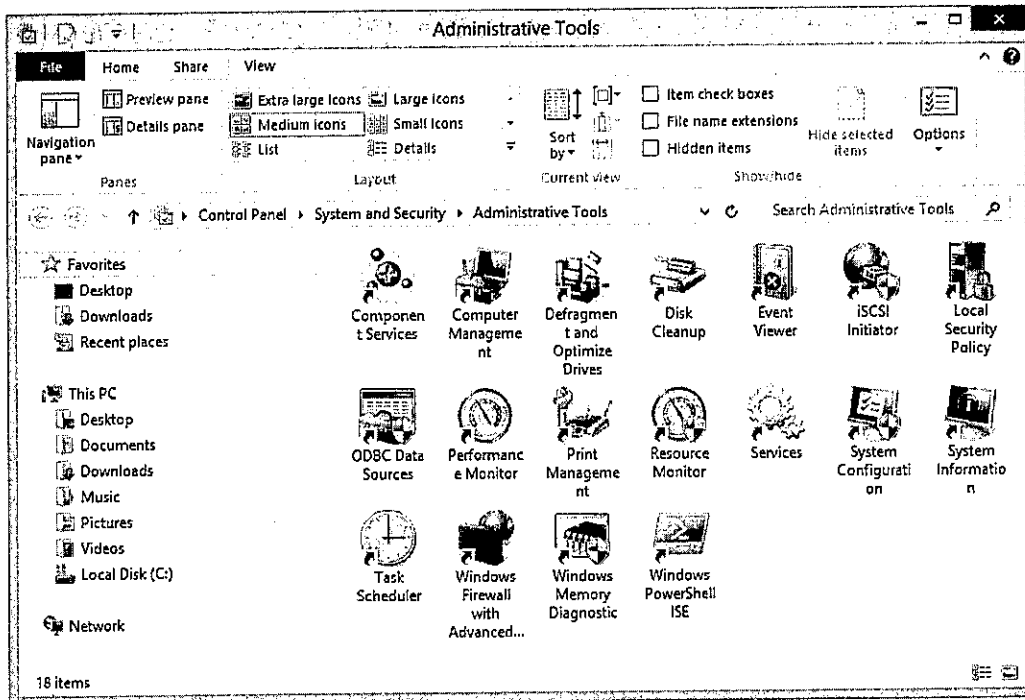 Administrative Tools
File Home Share View
Navigation pane
Preview pane
Details pane
Panes
Extra large icons Large icons
Medium icons Small icons
List Details
Layout
Sort by
Current view
Item check boxes
File name extensions
Hidden items
Hide selected items
Options
Show/hide
Control Panel System and Security Administrative Tools Search Administrative Tools
Favorites
Desktop
Downloads
Recent places
This PC
Desktop
Documents
Downloads
Music
Pictures
Videos
Local Disk (C:)
Network
Componen
t Services
Computer
Manageme
nt
Defragmen
t and
Optimize
Drives
Disk
Cleanup
Event
Viewer
iSCSI
Initiator
Local
Security
Policy
ODBC Data
Sources
Performanc
e Monitor
Print
Manageme
nt
Resource
Monitor
Services
System
Configurati
on
System
Informatio
n
Task
Scheduler
Windows
Firewall
with
Advanced...
Windows
Memory
Diagnostic
Windows
PowerShell
ISE
18 items